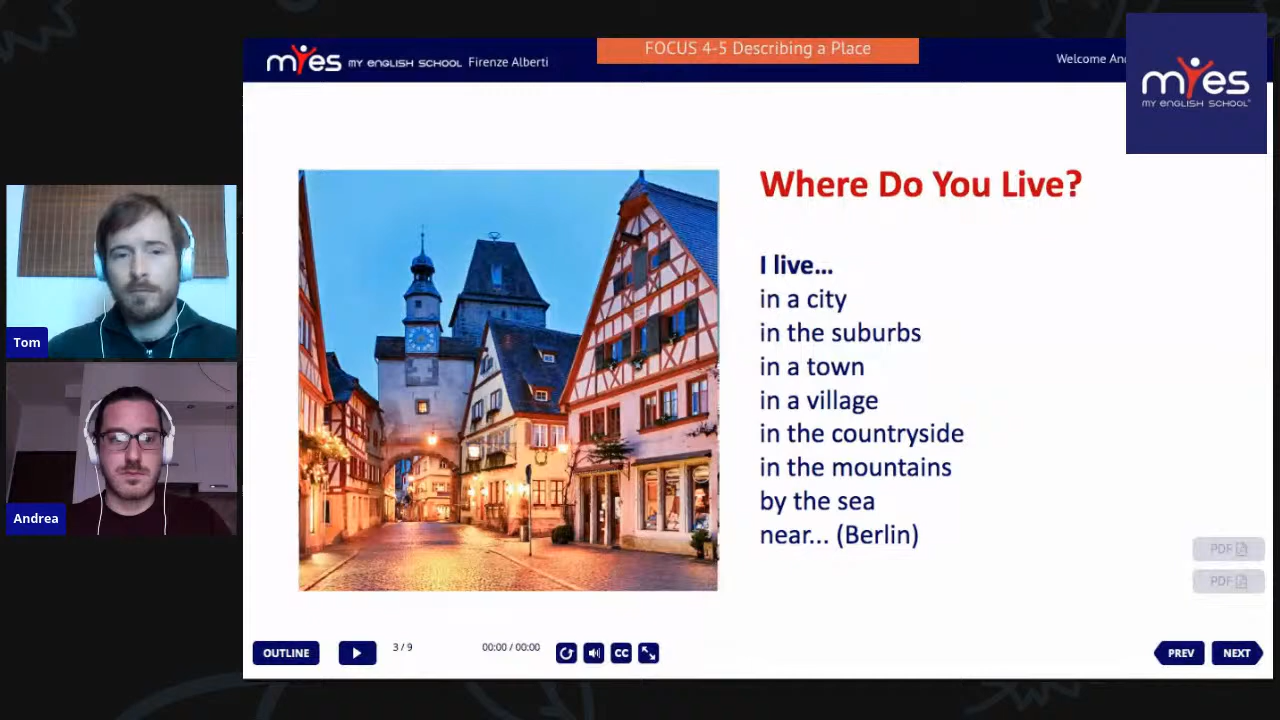 myes MY ENGLISH SCHOOL Firenze Alberti
FOCUS 4-5 Describing a Place
Welcome
myes
MY ENGLISH SCHOOL
Tom
Andrea
Where Do You Live?
I live...
in a city
in the suburbs
in a town
in a village
in the countryside
in the mountains
by the sea
near... (Berlin)
PDF
PDF
OUTLINE
3 / 9
00:00 / 00:00
CC
PREV
NEXT